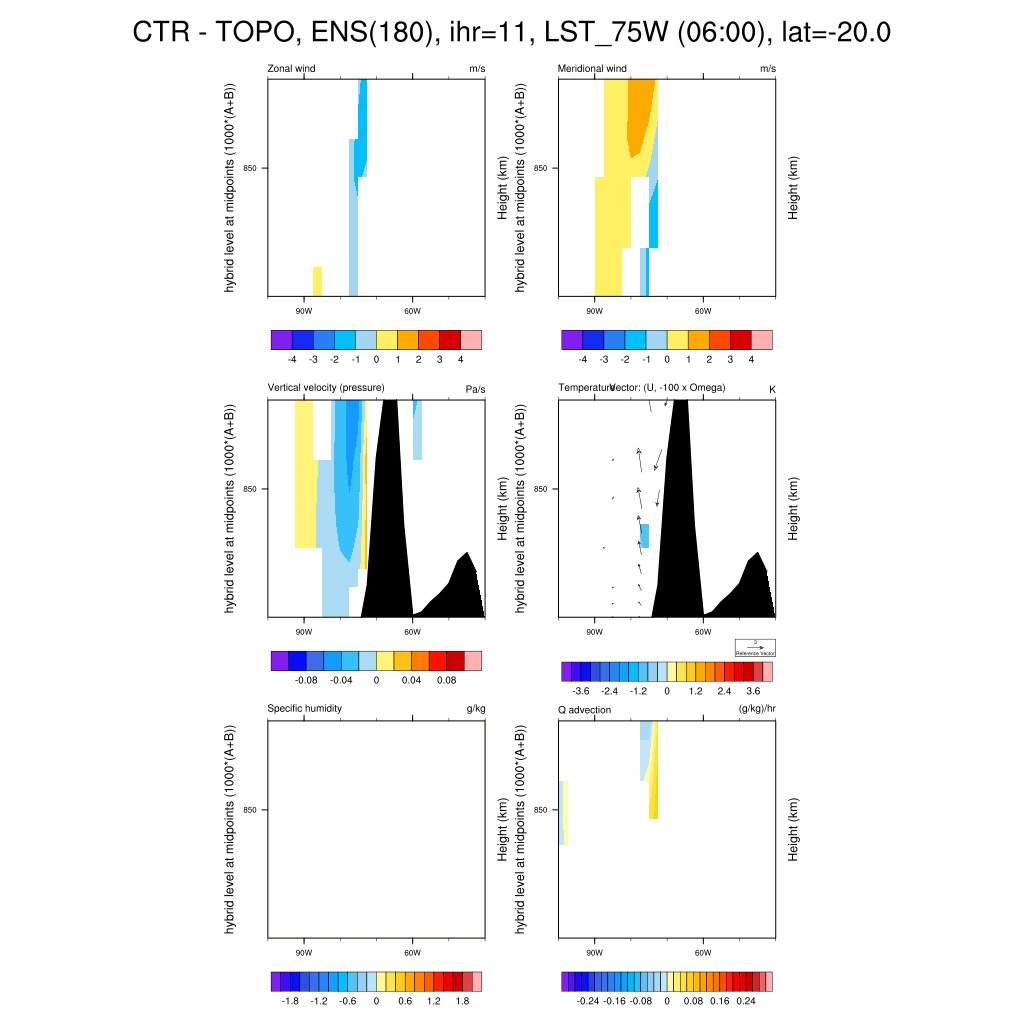 CTR - TOPO, ENS(180), ihr=11, LST_75W (06:00), lat=-20.0
Zonal wind m/s
hybrid level at midpoints (1000*(A+B))
850
Height (km)
90W 60W
-4 -3 -2 -1 0 1 2 3 4
Meridional wind m/s
hybrid level at midpoints (1000*(A+B))
850
Height (km)
90W 60W
-4 -3 -2 -1 0 1 2 3 4
Vertical velocity (pressure) Pa/s
hybrid level at midpoints (1000*(A+B))
850
Height (km)
90W 60W
-0.08 -0.04 0 0.04 0.08
Temperature Vector: (U, -100 x Omega) K
hybrid level at midpoints (1000*(A+B))
850
Height (km)
90W 60W
3
Reference Vector
-3.6 -2.4 -1.2 0 1.2 2.4 3.6
Specific humidity g/kg
hybrid level at midpoints (1000*(A+B))
850
Height (km)
90W 60W
-1.8 -1.2 -0.6 0 0.6 1.2 1.8
Q advection (g/kg)/hr
hybrid level at midpoints (1000*(A+B))
850
Height (km)
90W 60W
-0.24 -0.16 -0.08 0 0.08 0.16 0.24